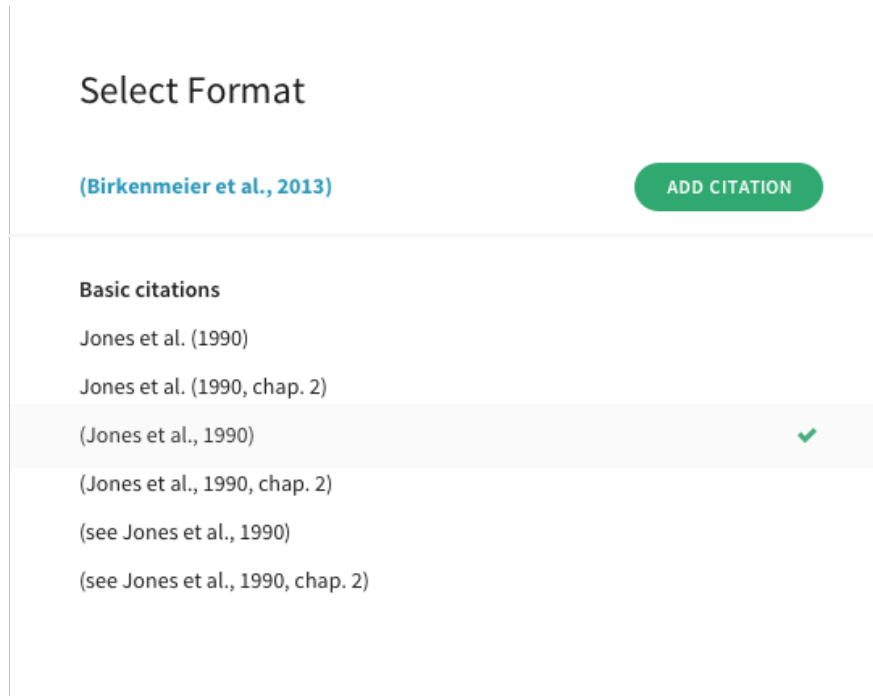 Select Format
(Birkenmeier et al., 2013)
ADD CITATION
Basic citations
Jones et al. (1990)
Jones et al. (1990, chap. 2)
(Jones et al., 1990)
(Jones et al., 1990, chap. 2)
(see Jones et al., 1990)
(see Jones et al., 1990, chap. 2)